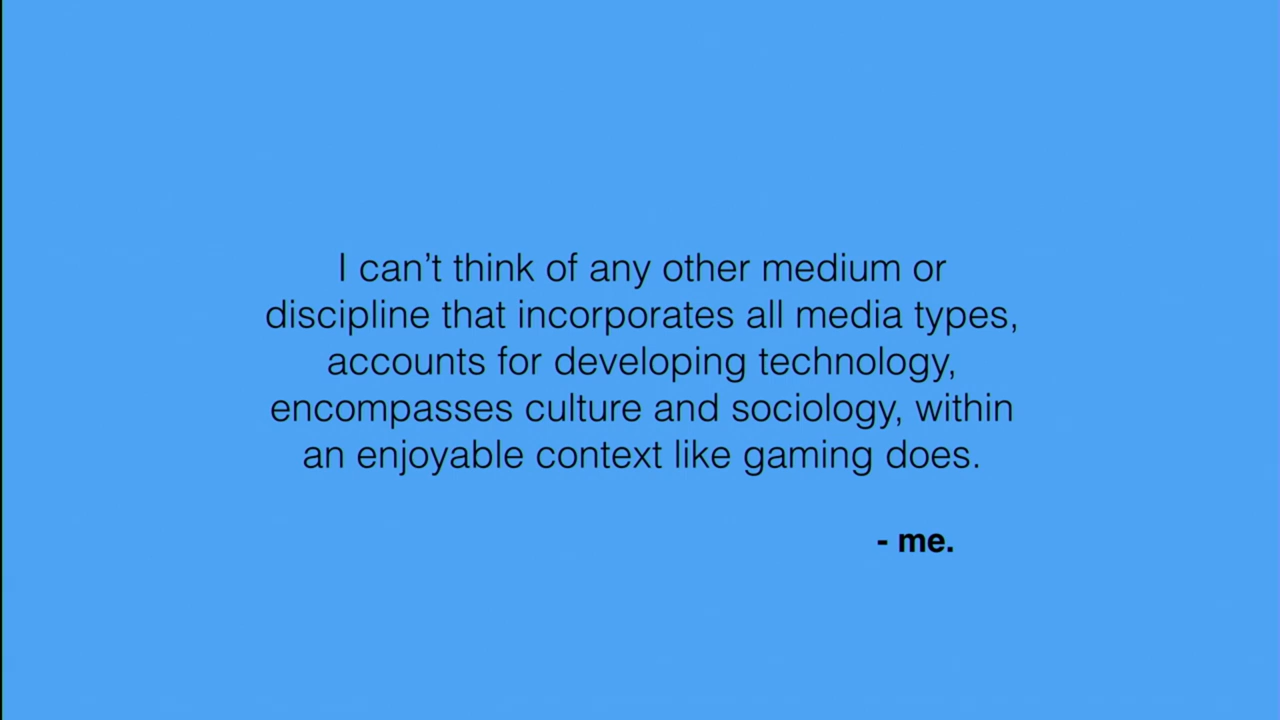 I can’t think of any other medium or
discipline that incorporates all media types,
accounts for developing technology,
encompasses culture and sociology, within
an enjoyable context like gaming does.
- me.